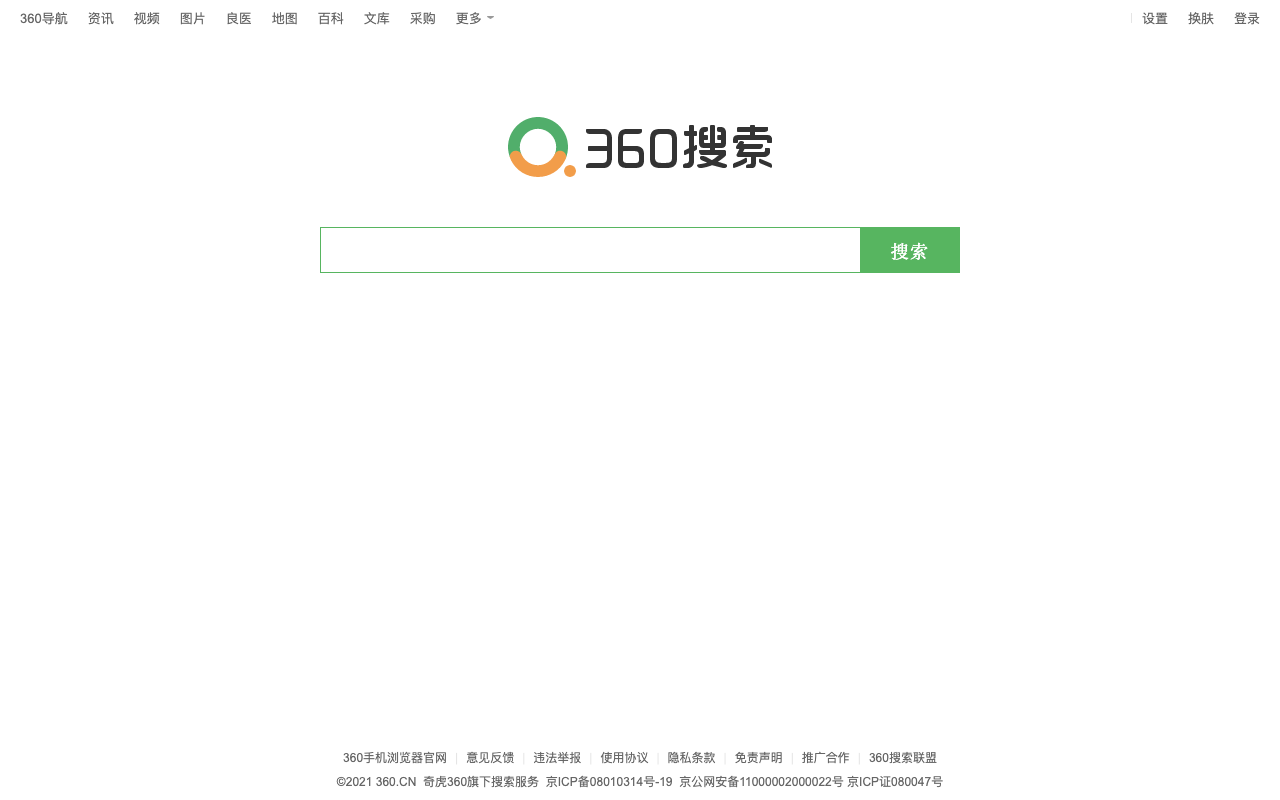 360导航 资讯 视频 图片 良医 地图 百科 文库 采购 更多 设置 换肤 登录
360搜索
搜索
360手机浏览器官网 | 意见反馈 | 违法举报 | 使用协议 | 隐私条款 | 免责声明 | 推广合作 | 360搜索联盟
©2021 360.CN 奇虎360旗下搜索服务 京ICP备08010314号-19 京公网安备11000002000022号 京ICP证080047号